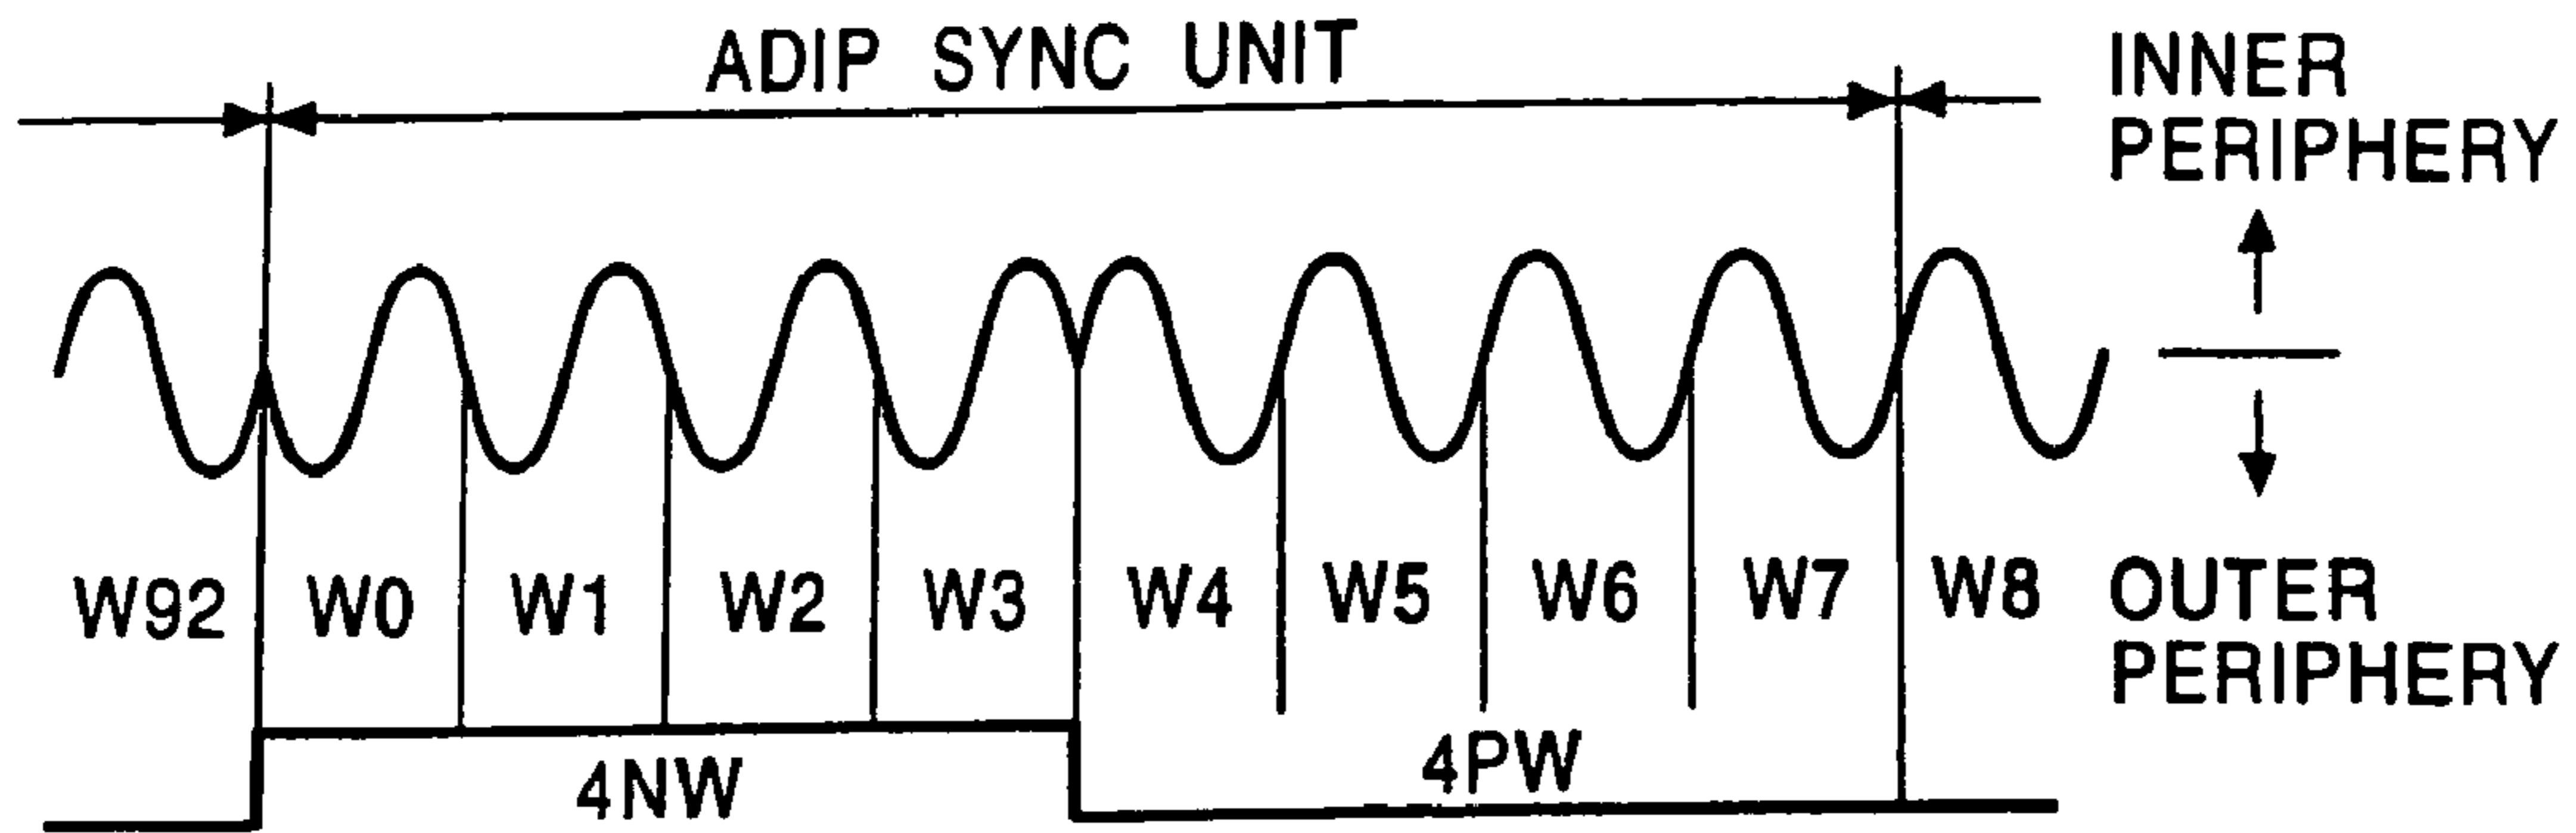 ADIP SYNC UNIT
INNER
PERIPHERY
W92 W0 W1 W2 W3 W4 W5 W6 W7 W8
OUTER
PERIPHERY
4NW 4PW